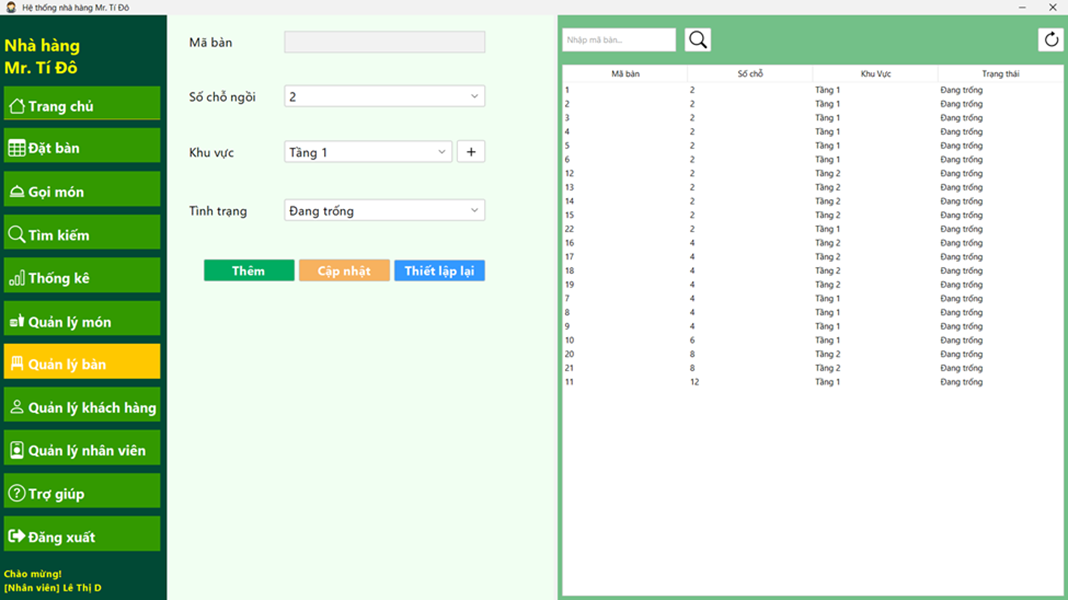 Hệ thống nhà hàng Mr. Tí Đô
Nhà hàng
Mr. Tí Đô
Trang chủ
Đặt bàn
Gọi món
Tìm kiếm
Thống kê
Quản lý món
Quản lý bàn
Quản lý khách hàng
Quản lý nhân viên
Trợ giúp
Đăng xuất
Chào mừng!
[Nhân viên] Lê Thị D
Mã bàn
Số chỗ ngồi 2
Khu vực Tầng 1 +
Tình trạng Đang trống
Thêm Cập nhật Thiết lập lại
Nhập mã bàn...
Mã bàn Số chỗ Khu Vực Trạng thái
1 2 Tầng 1 Đang trống
2 2 Tầng 1 Đang trống
3 2 Tầng 1 Đang trống
4 2 Tầng 1 Đang trống
5 2 Tầng 1 Đang trống
6 2 Tầng 1 Đang trống
12 2 Tầng 2 Đang trống
13 2 Tầng 2 Đang trống
14 2 Tầng 2 Đang trống
15 2 Tầng 2 Đang trống
22 2 Tầng 1 Đang trống
16 4 Tầng 2 Đang trống
17 4 Tầng 2 Đang trống
18 4 Tầng 2 Đang trống
19 4 Tầng 2 Đang trống
7 4 Tầng 1 Đang trống
8 4 Tầng 1 Đang trống
9 4 Tầng 1 Đang trống
10 6 Tầng 1 Đang trống
20 8 Tầng 2 Đang trống
21 8 Tầng 2 Đang trống
11 12 Tầng 1 Đang trống